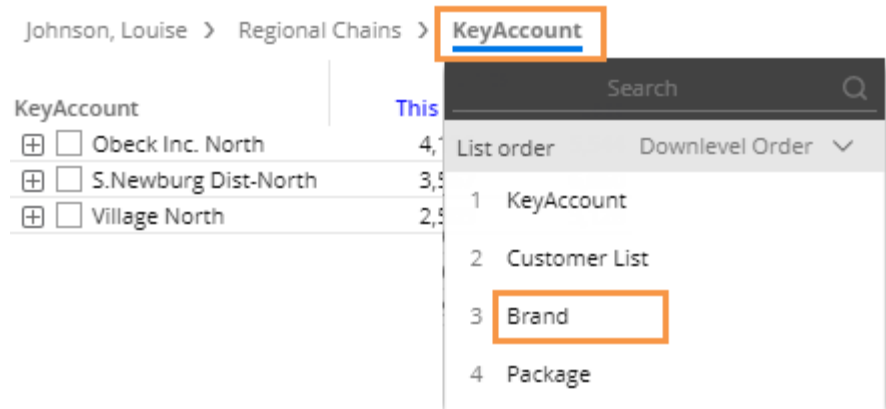 Johnson, Louise > Regional Chains > KeyAccount
Search
KeyAccount This
List order Downlevel Order
Obeck Inc. North 4,
1 KeyAccount
S.Newburg Dist-North 3,5
Village North 2,5
2 Customer List
3 Brand
4 Package